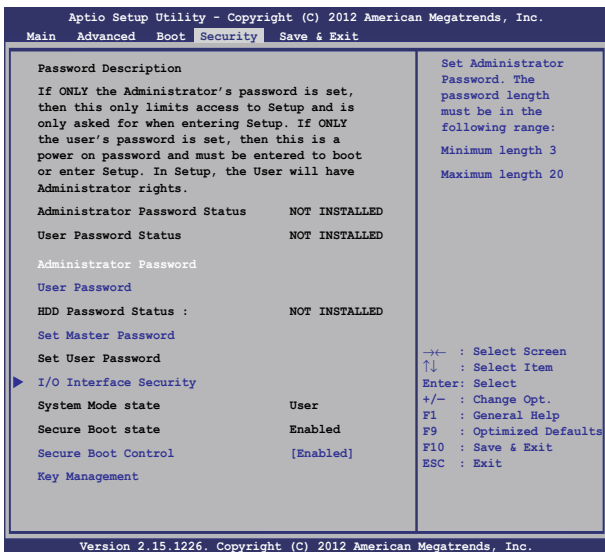 Aptio Setup Utility - Copyright (C) 2012 American Megatrends, Inc.
Main Advanced Boot Security Save & Exit
Password Description
If ONLY the Administrator's password is set,
then this only limits access to Setup and is
only asked for when entering Setup. If ONLY
the user's password is set, then this is a
power on password and must be entered to boot
or enter Setup. In Setup, the User will have
Administrator rights.
Administrator Password Status NOT INSTALLED
User Password Status NOT INSTALLED
Administrator Password
User Password
HDD Password Status : NOT INSTALLED
Set Master Password
Set User Password
I/O Interface Security
System Mode state User
Secure Boot state Enabled
Secure Boot Control [Enabled]
Key Management
Set Administrator
Password. The
password length
must be in the
following range:
Minimum length 3
Maximum length 20
→← : Select Screen
↑↓ : Select Item
Enter: Select
+/— : Change Opt.
F1 : General Help
F9 : Optimized Defaults
F10 : Save & Exit
ESC : Exit
Version 2.15.1226. Copyright (C) 2012 American Megatrends, Inc.